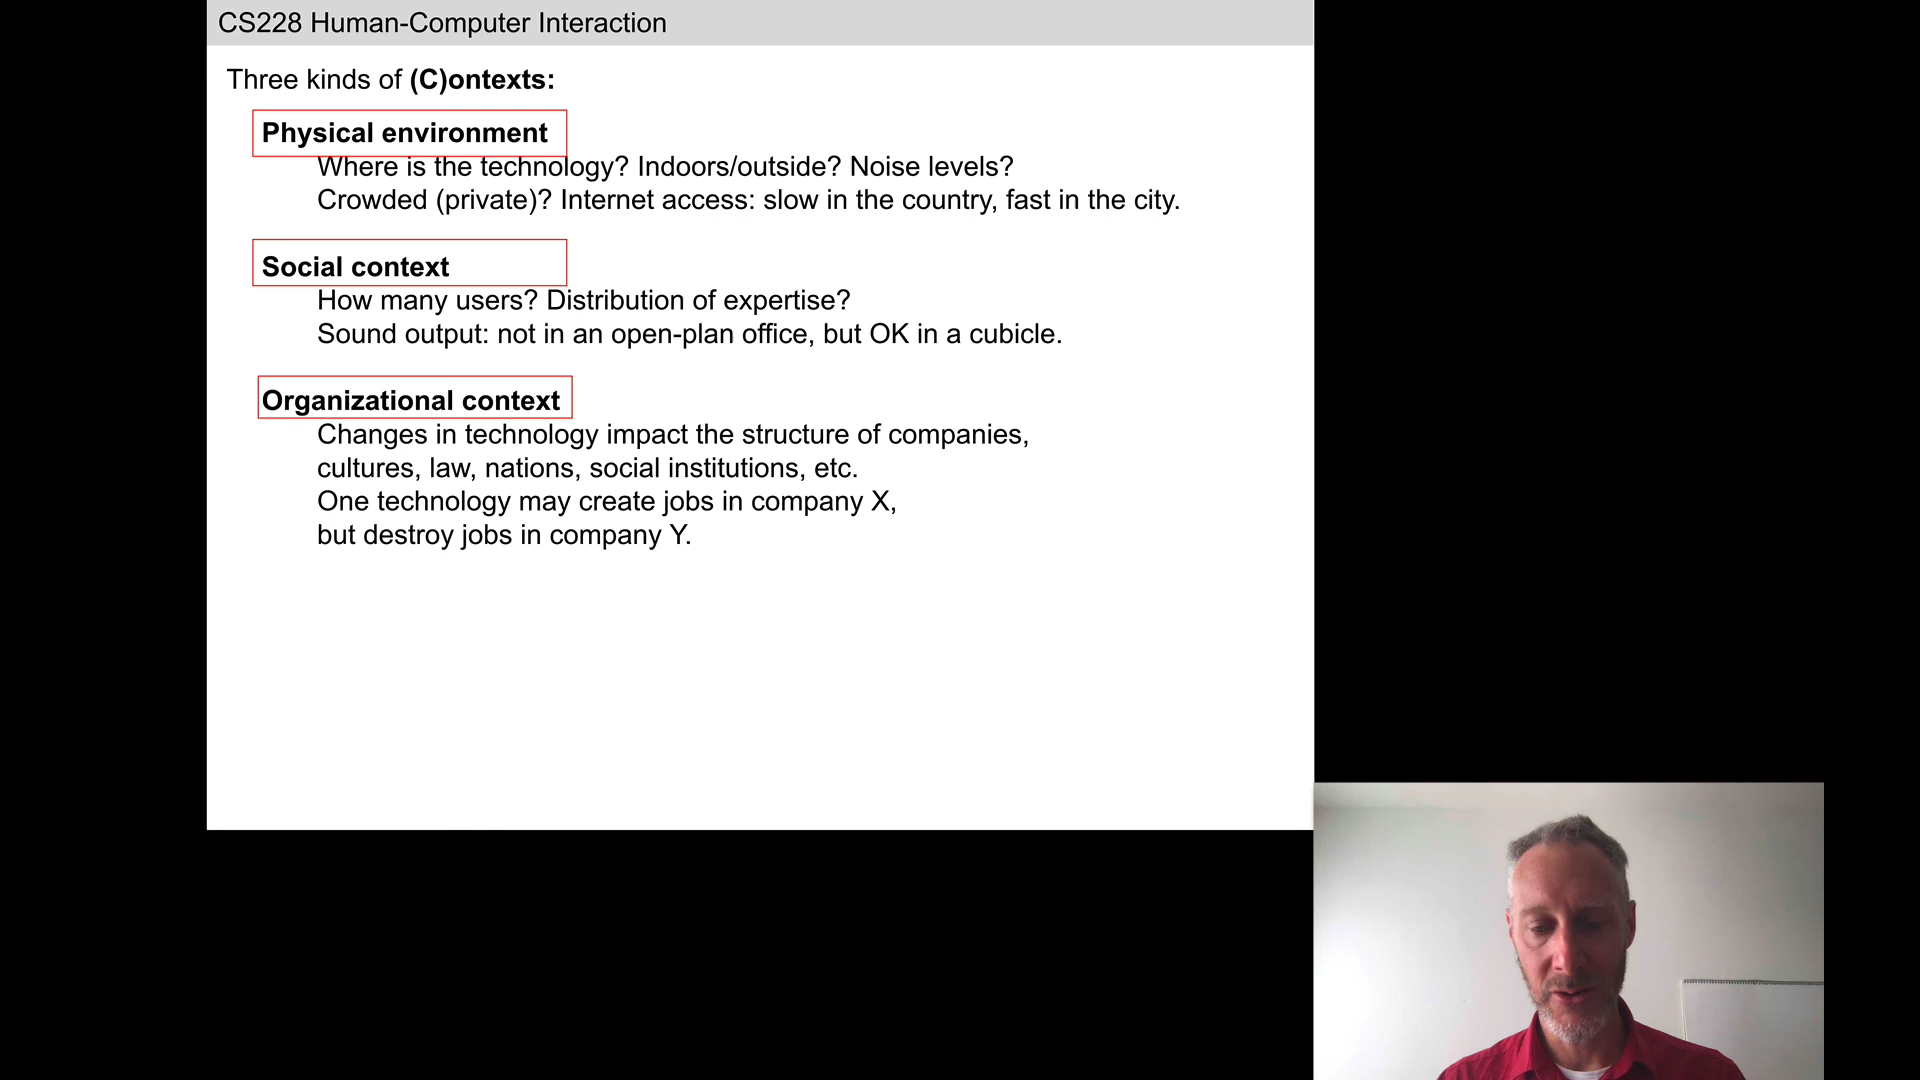 CS228 Human-Computer Interaction
Three kinds of (C)ontexts:
Physical environment
Where is the technology? Indoors/outside? Noise levels?
Crowded (private)? Internet access: slow in the country, fast in the city.
Social context
How many users? Distribution of expertise?
Sound output: not in an open-plan office, but OK in a cubicle.
Organizational context
Changes in technology impact the structure of companies,
cultures, law, nations, social institutions, etc.
One technology may create jobs in company X,
but destroy jobs in company Y.